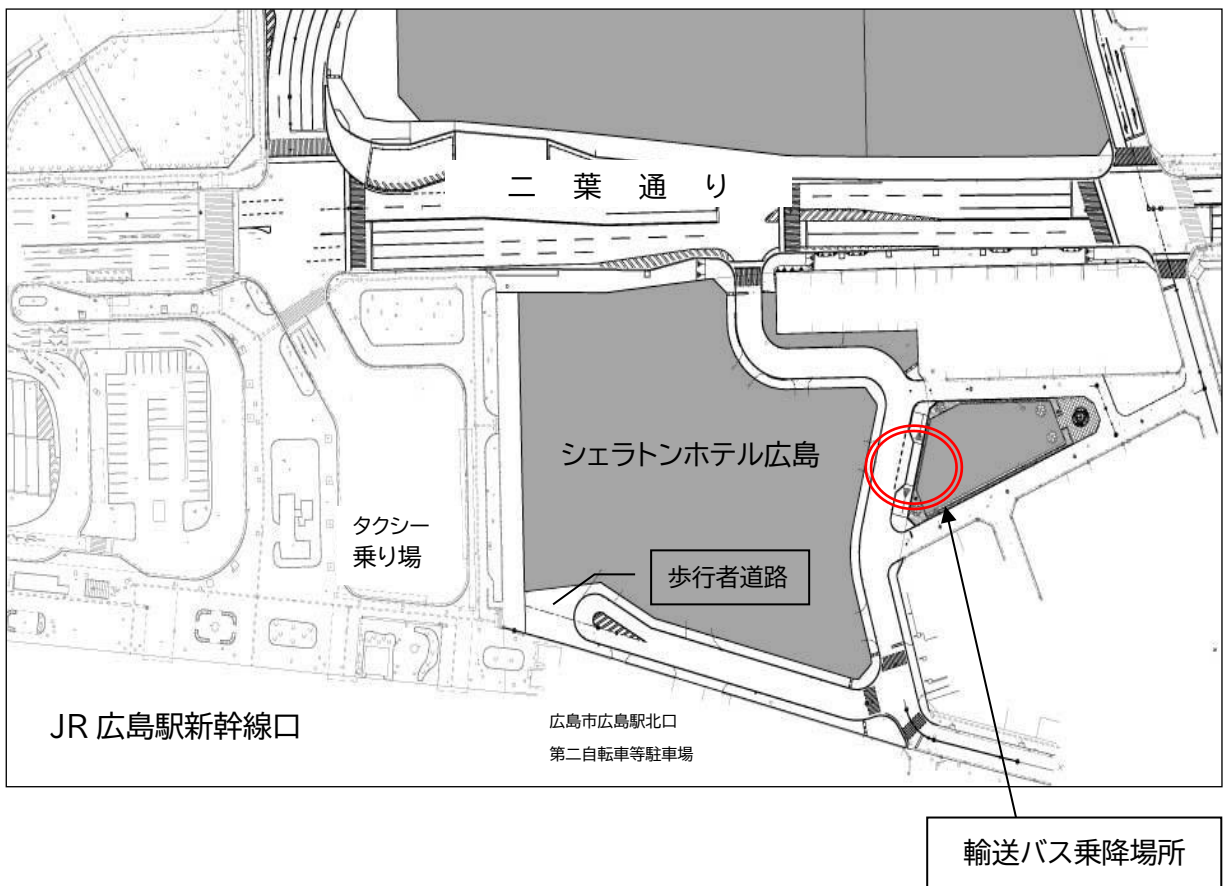 二葉通り
シェラトンホテル広島
タクシー
乗り場
歩行者道路
JR 広島駅新幹線口
広島市広島駅北口
第二自転車等駐車場
輸送バス乗降場所